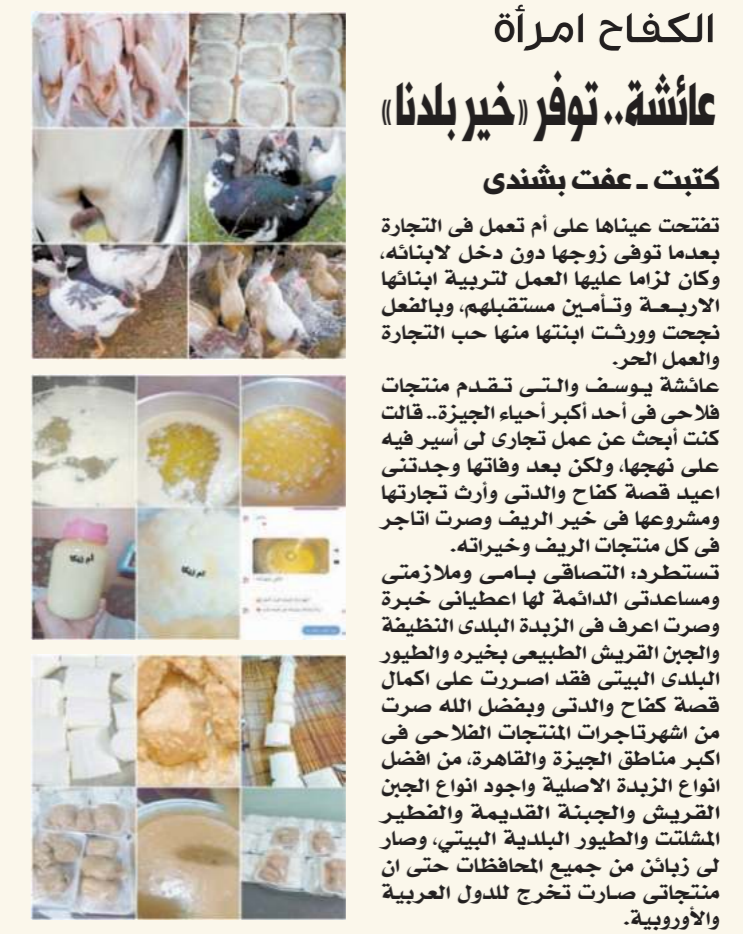 الكفاح امرأة
عائشة.. توفر «خير بلدنا»
كتبت ـ عفت بشندى
تفتحت عيناها على أم تعمل فى التجارة
بعدما توفى زوجها دون دخل لابنائه،
وكان لزاما عليها العمل لتربية ابنائها
الاربعة وتأمين مستقبلهم، وبالفعل
نجحت وورثت ابنتها منها حب التجارة
والعمل الحر.
عائشة يوسف والتى تقدم منتجات
فلاحى فى أحد أكبر أحياء الجيزة.. قالت
كنت أبحث عن عمل تجارى لى أسير فيه
على نهجها، ولكن بعد وفاتها وجدتنى
اعيد قصة كفاح والدتى وأرث تجارتها
ومشروعها فى خير الريف وصرت اتاجر
فى كل منتجات الريف وخيراته.
تستطرد: التصاقى بامى وملازمتى
ومساعدتى الدائمة لها اعطيانى خبرة
وصرت اعرف فى الزبدة البلدى النظيفة
والجبن القريش الطبيعى بخيره والطيور
البلدى البيتى فقد اصررت على اكمال
قصة كفاح والدتى وبفضل الله صرت
من اشهرتاجرات المنتجات الفلاحى فى
اكبر مناطق الجيزة والقاهرة، من افضل
انواع الزبدة الاصلية واجود انواع الجبن
القريش والجبنة القديمة والفطير
المشلتت والطيور البلدية البيتي، وصار
لى زبائن من جميع المحافظات حتى ان
منتجاتى صارت تخرج للدول العربية
والأوروبية.